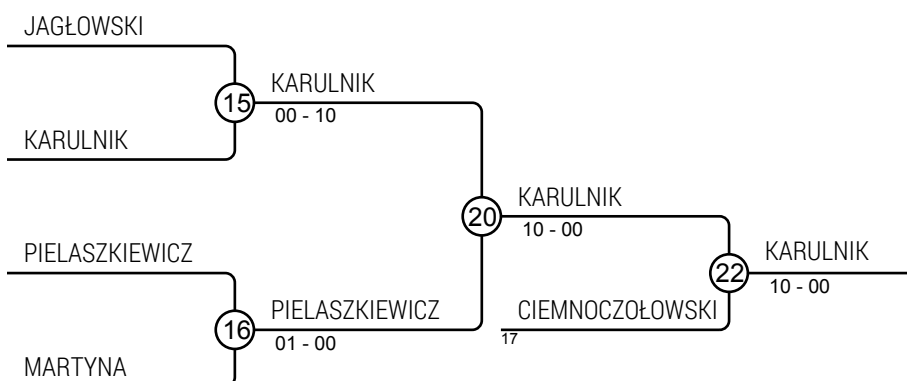 JAGŁOWSKI
15
KARULNIK
00 - 10
KARULNIK
20
KARULNIK
10 - 00
PIELASZKIEWICZ
22
KARULNIK
10 - 00
16
PIELASZKIEWICZ
01 - 00
CIEMNOCZOŁOWSKI
17
MARTYNA